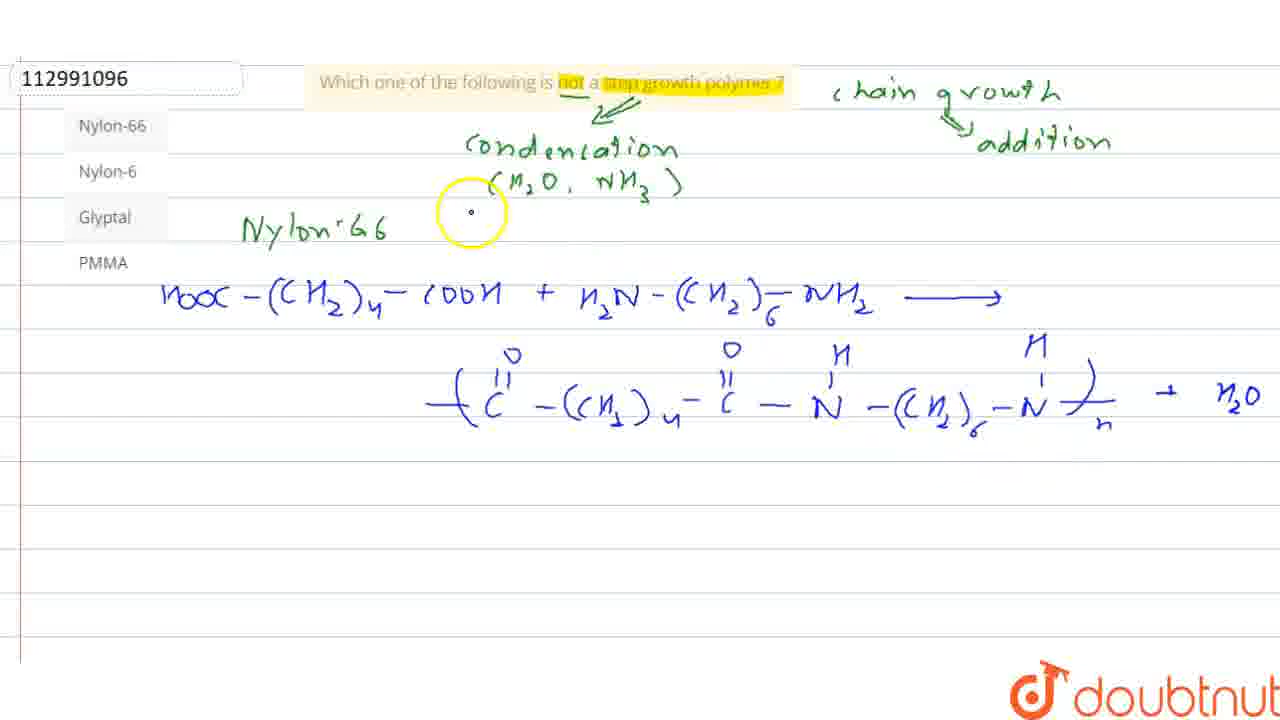 112991096
Which one of the following is not a step growth polymer ?
chain growth
addition
Condencation
(H2O, NH3)
Nylon-66
Nylon-6
Glyptal
PMMA
Nylon-66
HOOC-(CH2)4-COOH + H2N-(CH2)6-NH2 ⟶
O O H H
|| || | |
-(C-(CH2)4-C-N-(CH2)6-N-)n + H2O
doubtnut